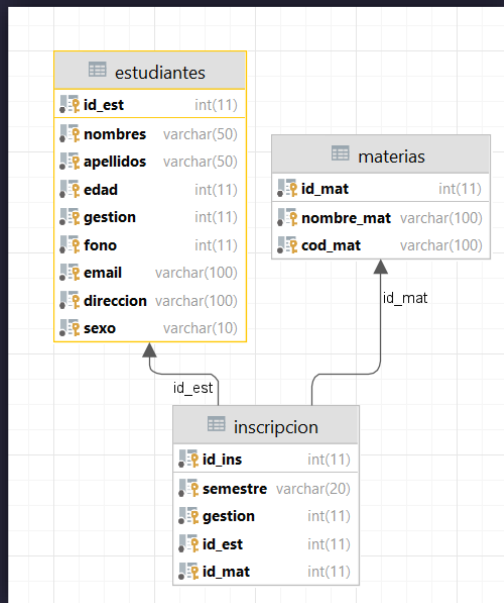 estudiantes
id_est int(11)
nombres varchar(50)
apellidos varchar(50)
edad int(11)
gestion int(11)
fono int(11)
email varchar(100)
direccion varchar(100)
sexo varchar(10)
materias
id_mat int(11)
nombre_mat varchar(100)
cod_mat varchar(100)
id_mat
id_est
inscripcion
id_ins int(11)
semestre varchar(20)
gestion int(11)
id_est int(11)
id_mat int(11)